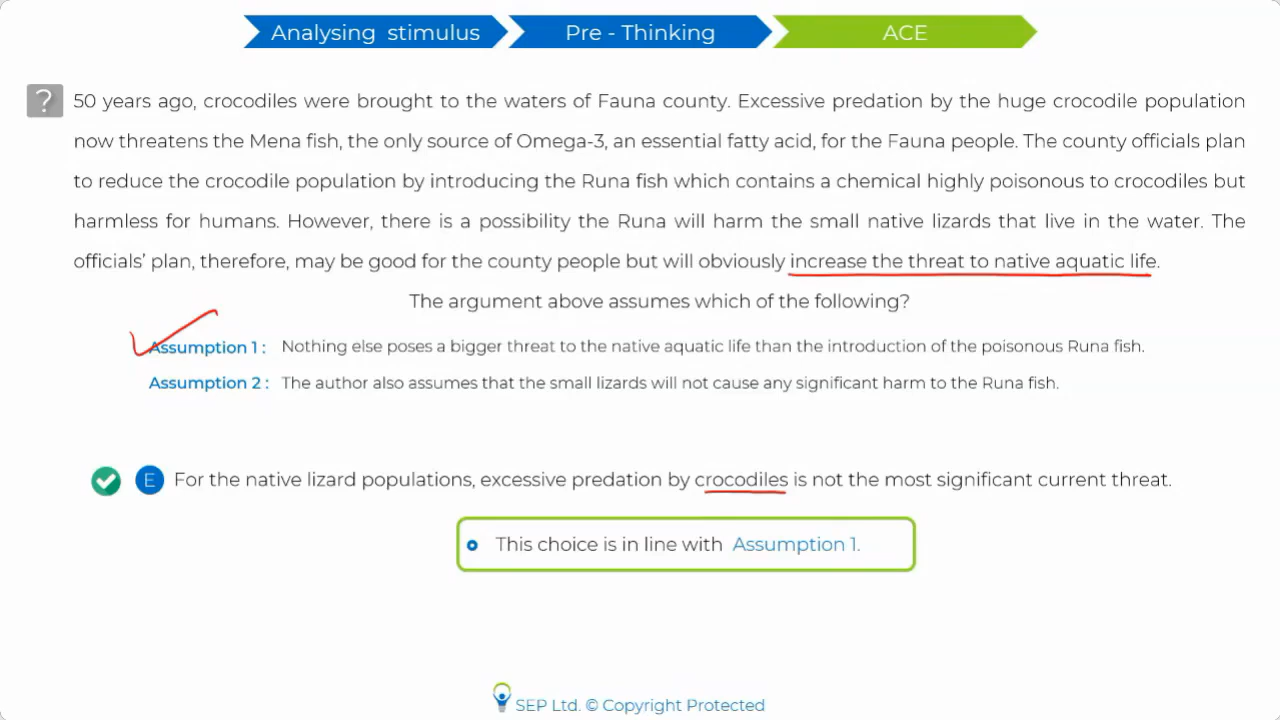 Analysing stimulus
Pre - Thinking
ACE
?
50 years ago, crocodiles were brought to the waters of Fauna county. Excessive predation by the huge crocodile population
now threatens the Mena fish, the only source of Omega-3, an essential fatty acid, for the Fauna people. The county officials plan
to reduce the crocodile population by introducing the Runa fish which contains a chemical highly poisonous to crocodiles but
harmless for humans. However, there is a possibility the Runa will harm the small native lizards that live in the water. The
officials' plan, therefore, may be good for the county people but will obviously increase the threat to native aquatic life.
The argument above assumes which of the following?
Assumption 1 : Nothing else poses a bigger threat to the native aquatic life than the introduction of the poisonous Runa fish.
Assumption 2 : The author also assumes that the small lizards will not cause any significant harm to the Runa fish.
E For the native lizard populations, excessive predation by crocodiles is not the most significant current threat.
This choice is in line with Assumption 1.
SEP Ltd. © Copyright Protected